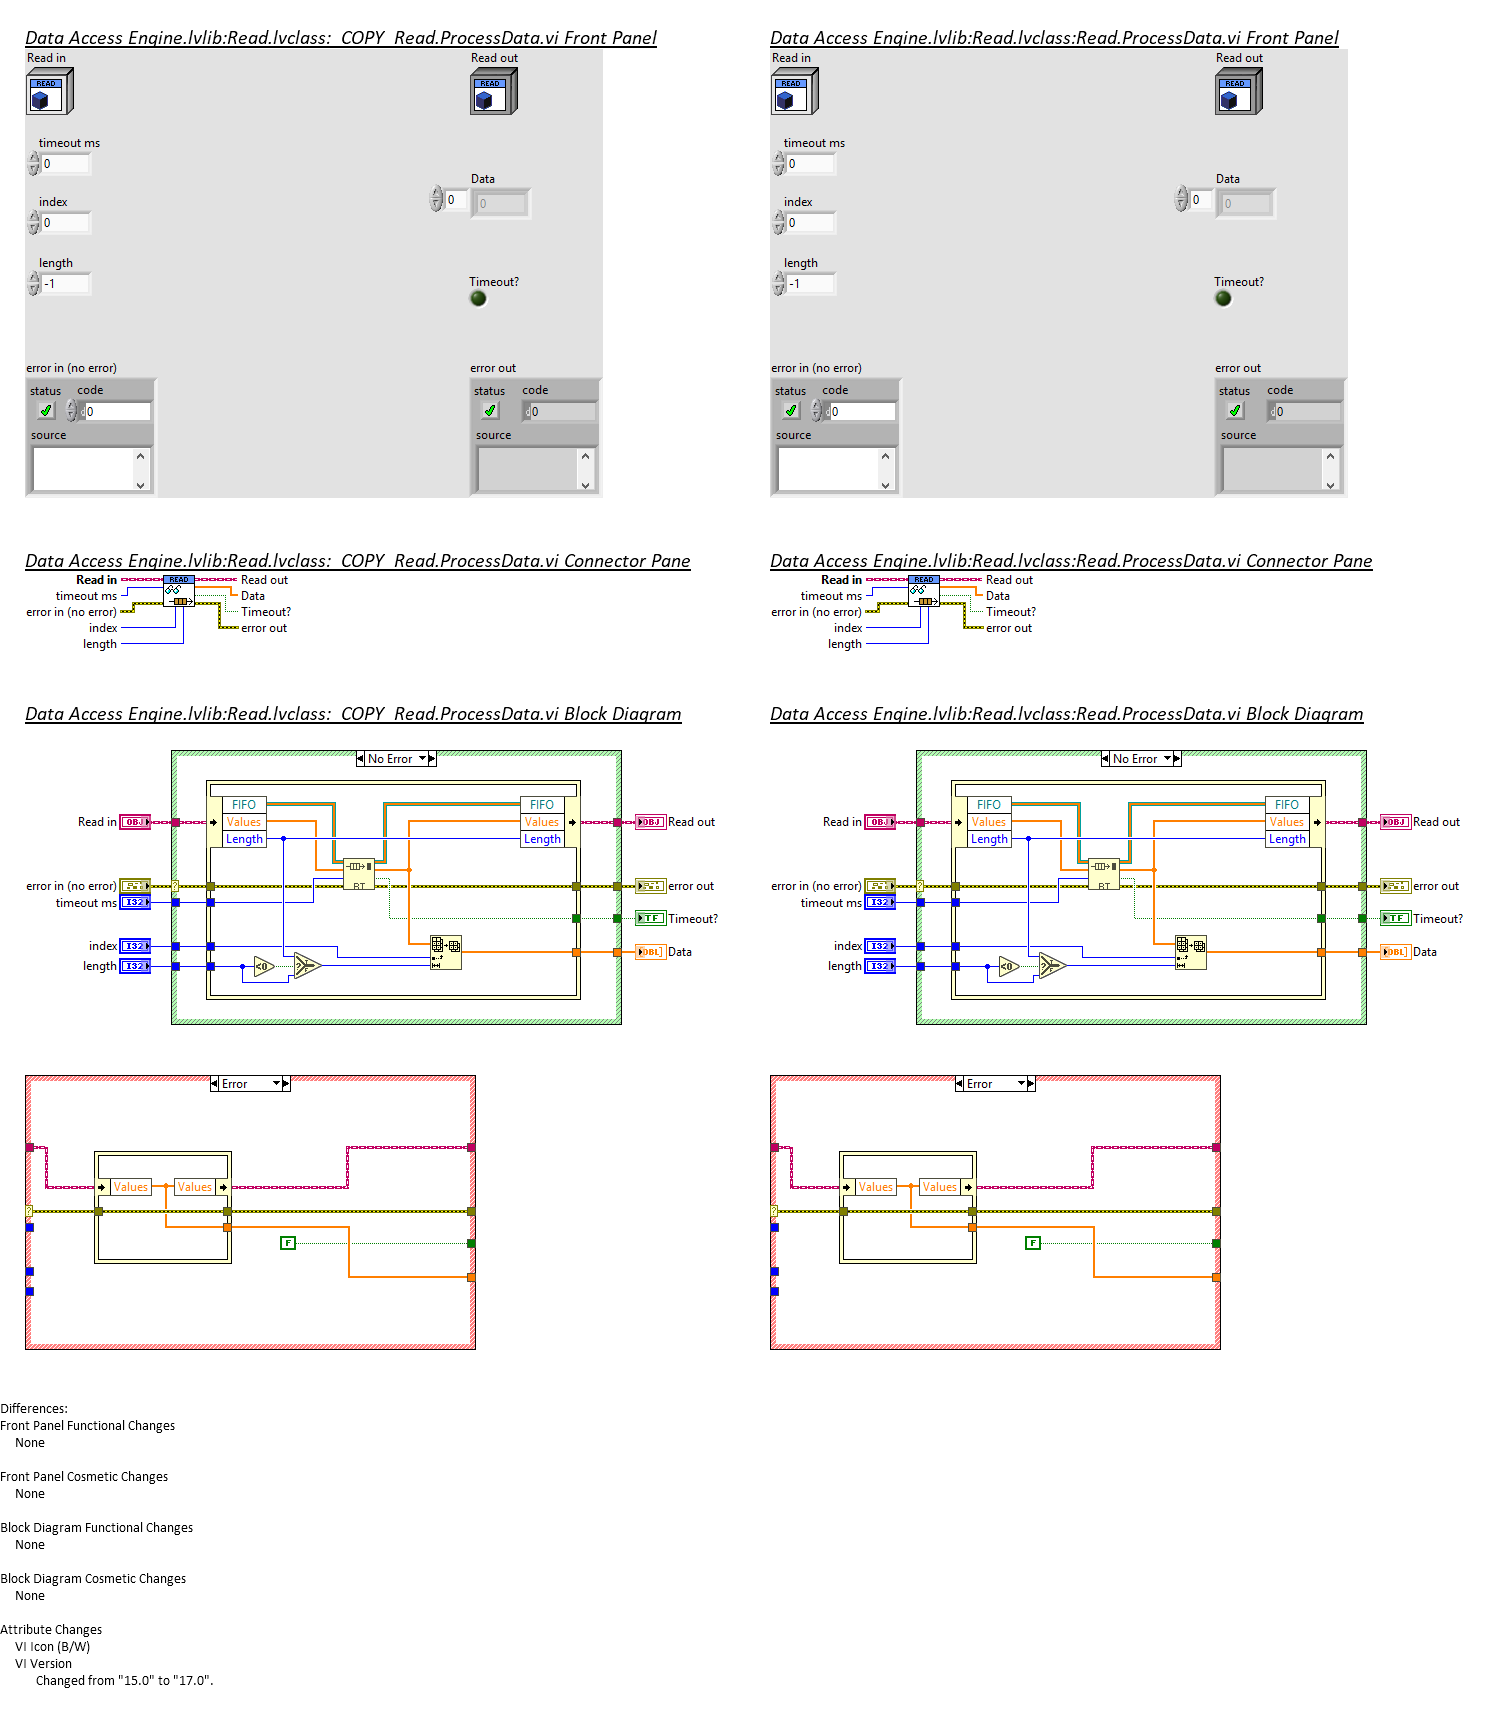 Data Access Engine.lvlib:Read.lvclass:_COPY_Read.ProcessData.vi Front Panel
Read in
Read out
READ
READ
timeout ms
0
Data
0
0
index
0
length
-1
Timeout?
error in (no error)
error out
status
code
status
code
d
0
d
0
source
source
Data Access Engine.lvlib:Read.lvclass:Read.ProcessData.vi Front Panel
Read in
Read out
READ
READ
timeout ms
0
Data
0
0
index
0
length
-1
Timeout?
error in (no error)
error out
status
code
status
code
d
0
d
0
source
source
Data Access Engine.lvlib:Read.lvclass:_COPY_Read.ProcessData.vi Connector Pane
Read in
READ
Read out
timeout ms
Data
error in (no error)
Timeout?
index
error out
length
Data Access Engine.lvlib:Read.lvclass:Read.ProcessData.vi Connector Pane
Read in
READ
Read out
timeout ms
Data
error in (no error)
Timeout?
index
error out
length
Data Access Engine.lvlib:Read.lvclass:_COPY_Read.ProcessData.vi Block Diagram
No Error
FIFO
FIFO
Read in
OBJ
Values
Values
OBJ
Read out
Length
Length
RT
error in (no error)
?
error out
timeout ms
I32
TF
Timeout?
index
I32
DBL]
Data
length
I32
<0
?
T
F
Error
Values
Values
?
F
Data Access Engine.lvlib:Read.lvclass:Read.ProcessData.vi Block Diagram
No Error
FIFO
FIFO
Read in
OBJ
Values
Values
OBJ
Read out
Length
Length
RT
error in (no error)
?
error out
timeout ms
I32
TF
Timeout?
index
I32
DBL]
Data
length
I32
<0
?
T
F
Error
Values
Values
?
F
Differences:
Front Panel Functional Changes
None
Front Panel Cosmetic Changes
None
Block Diagram Functional Changes
None
Block Diagram Cosmetic Changes
None
Attribute Changes
VI Icon (B/W)
VI Version
Changed from "15.0" to "17.0".